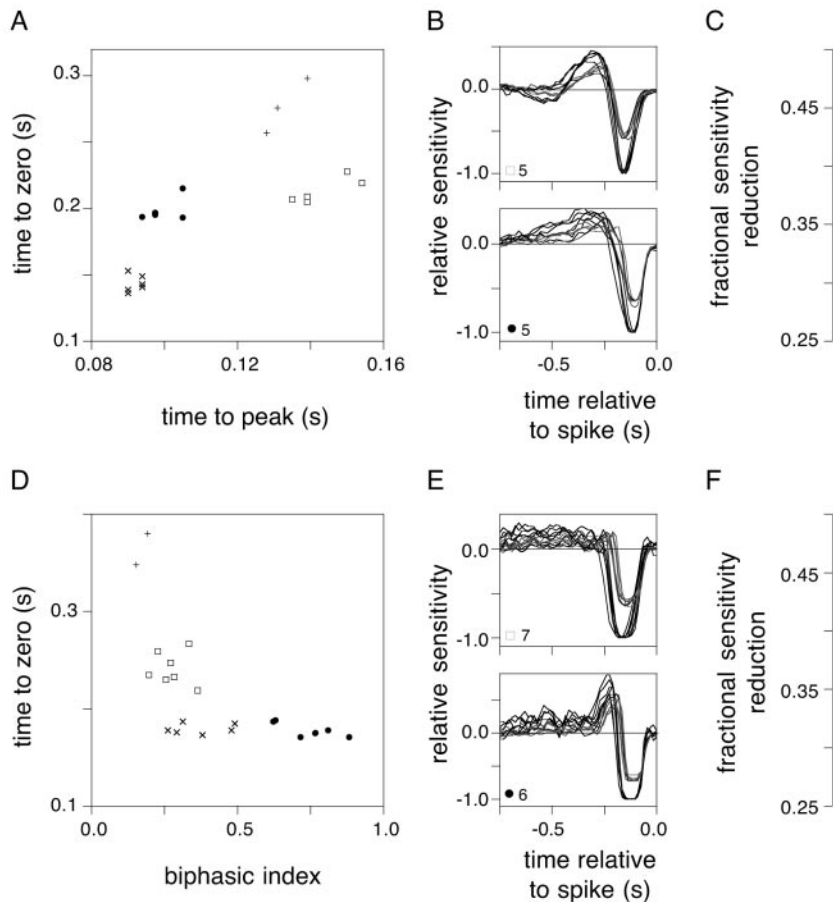 A
time to zero (s)
0.3
0.2
0.1
0.08
0.12
0.16
time to peak (s)
B
relative sensitivity
0.0
-1.0
5
relative sensitivity
0.0
-1.0
5
-0.5
0.0
time relative
to spike (s)
C
fractional sensitivity
reduction
0.45
0.35
0.25
D
time to zero (s)
0.3
0.1
0.0
0.5
1.0
biphasic index
E
relative sensitivity
0.0
-1.0
7
relative sensitivity
0.0
-1.0
6
-0.5
0.0
time relative
to spike (s)
F
fractional sensitivity
reduction
0.45
0.35
0.25